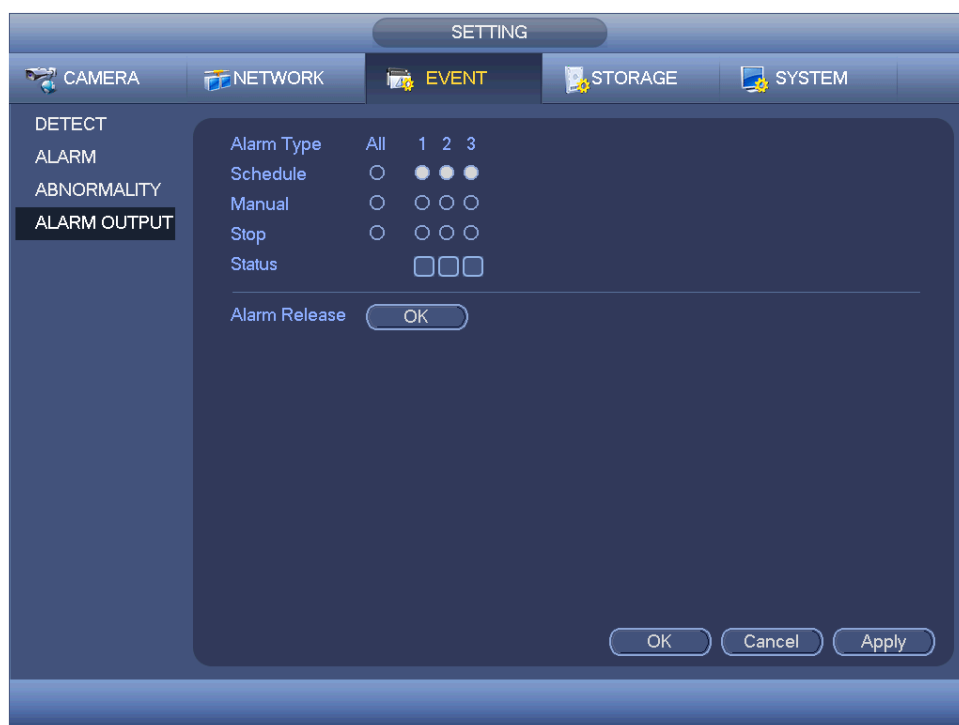 SETTING
CAMERA NETWORK EVENT STORAGE SYSTEM
DETECT
ALARM
ABNORMALITY
ALARM OUTPUT
Alarm Type All 1 2 3
Schedule
Manual
Stop
Status
Alarm Release OK
OK Cancel Apply